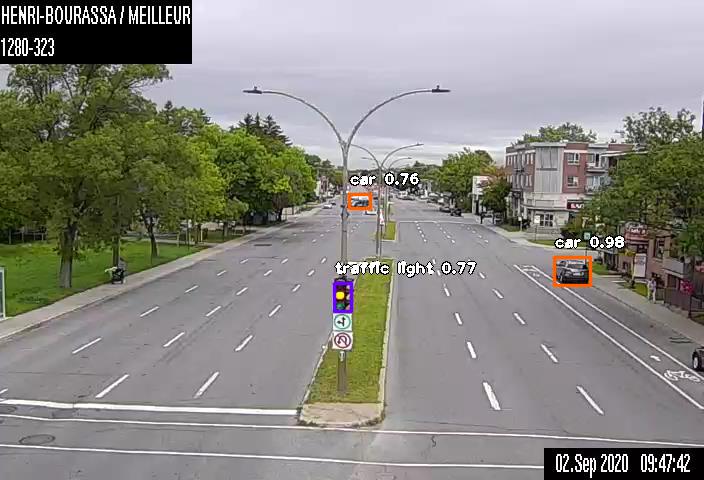 HENRI-BOURASSA / MEILLEUR
1280-323
car 0.76
car 0.98
traffic light 0.77
02.Sep 2020 09:47:42